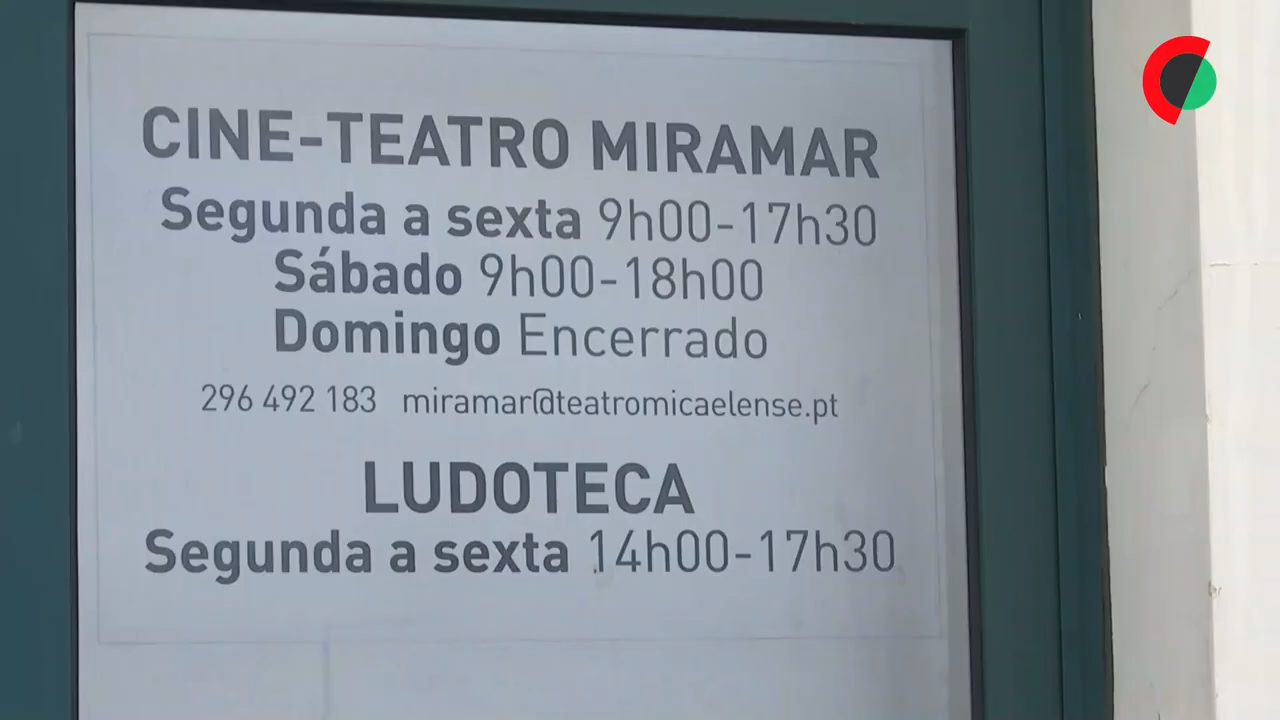 CINE-TEATRO MIRAMAR
Segunda a sexta 9h00-17h30
Sábado 9h00-18h00
Domingo Encerrado
296 492 183 miramar@teatromicaelense.pt
LUDOTECA
Segunda a sexta 14h00-17h30